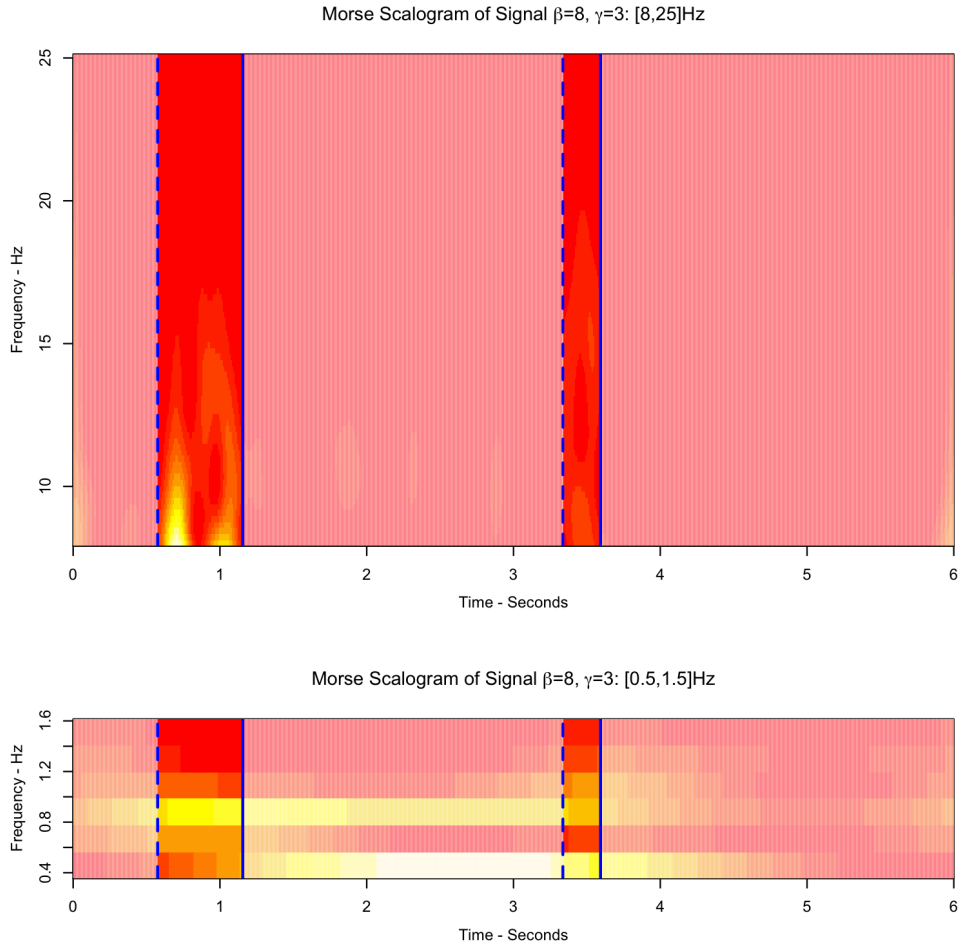 Morse Scalogram of Signal β=8, γ=3: [8,25]Hz
25
20
15
10
Frequency - Hz
0 1 2 3 4 5 6
Time - Seconds
Morse Scalogram of Signal β=8, γ=3: [0.5,1.5]Hz
1.6
1.2
0.8
0.4
Frequency - Hz
0 1 2 3 4 5 6
Time - Seconds